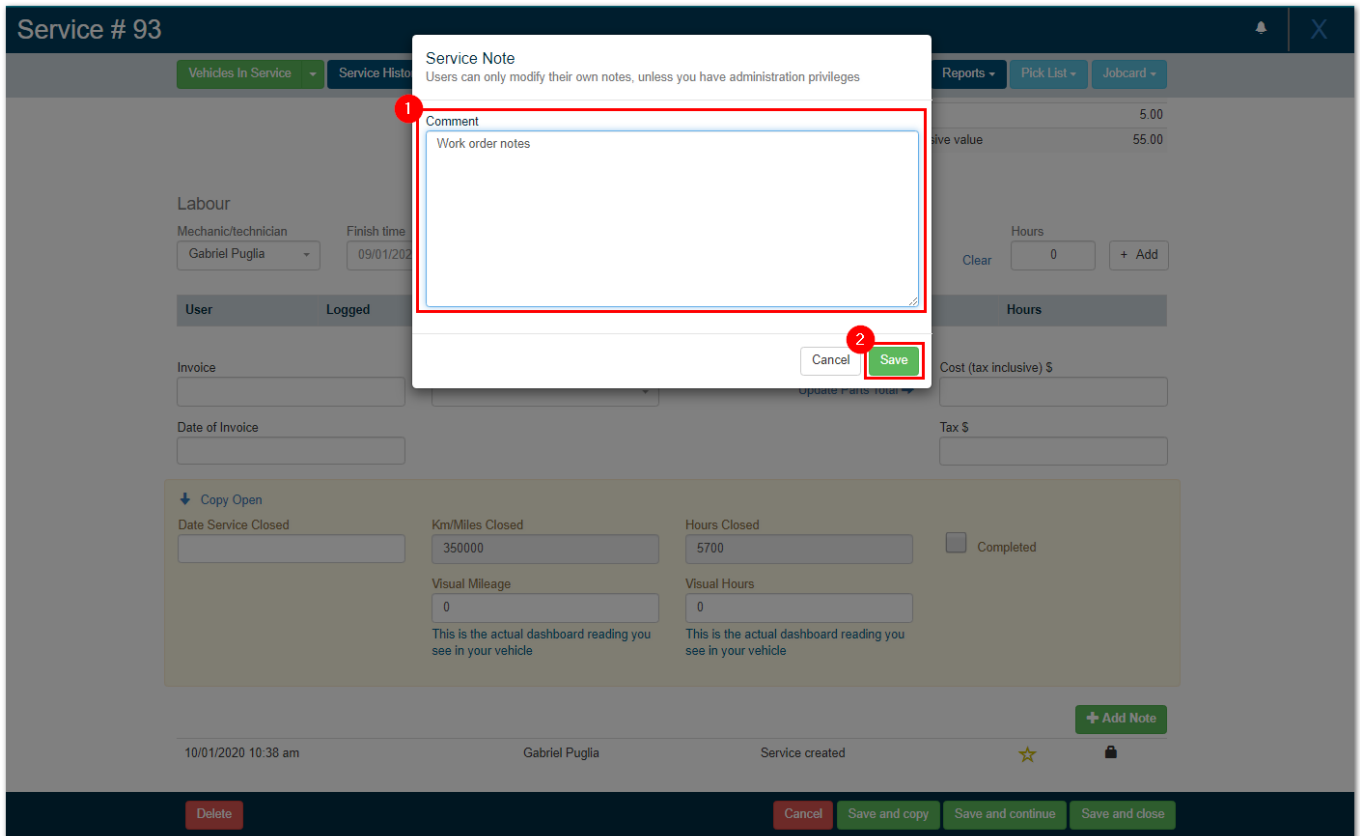 Service # 93
X
Vehicles In Service
Service Histo
Reports
Pick List
Jobcard
Service Note
Users can only modify their own notes, unless you have administration privileges
1
Comment
Work order notes
5.00
sive value 55.00
Labour
Mechanic/technician Finish time Hours
Gabriel Puglia 09/01/202 Clear 0 + Add
User Logged Hours
2
Cancel Save
Invoice Cost (tax inclusive) $
Update Parts Total
Date of Invoice Tax $
Copy Open
Date Service Closed Km/Miles Closed Hours Closed
350000 5700 Completed
Visual Mileage Visual Hours
0 0
This is the actual dashboard reading you
see in your vehicle
This is the actual dashboard reading you
see in your vehicle
+ Add Note
10/01/2020 10:38 am Gabriel Puglia Service created
Delete Cancel Save and copy Save and continue Save and close